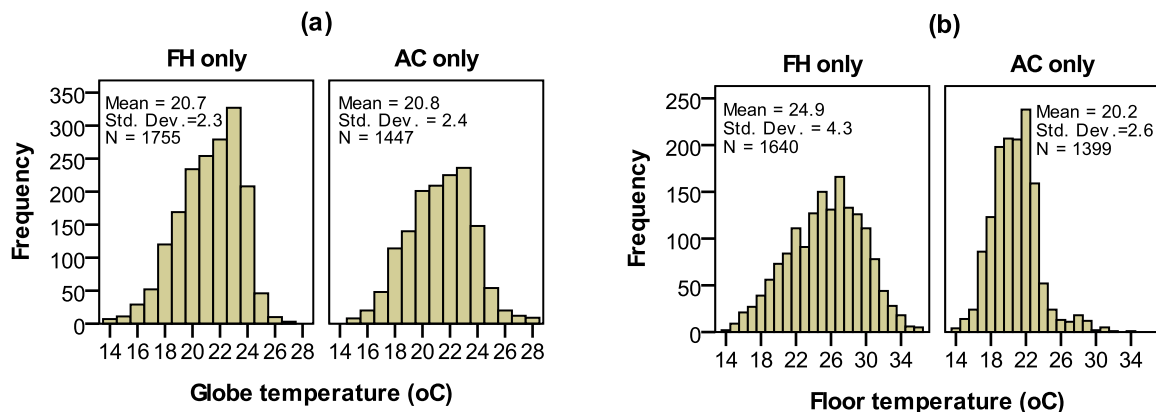 (a)
FH only
AC only
Mean = 20.7
Std. Dev.=2.3
N = 1755
Mean = 20.8
Std. Dev. = 2.4
N = 1447
Frequency
350
300
250
200
150
100
50
0
14 16 18 20 22 24 26 28
14 16 18 20 22 24 26 28
Globe temperature (oC)
(b)
FH only
AC only
Mean = 24.9
Std. Dev. = 4.3
N = 1640
Mean = 20.2
Std. Dev.=2.6
N = 1399
Frequency
250
200
150
100
50
0
14 18 22 26 30 34
14 18 22 26 30 34
Floor temperature (oC)